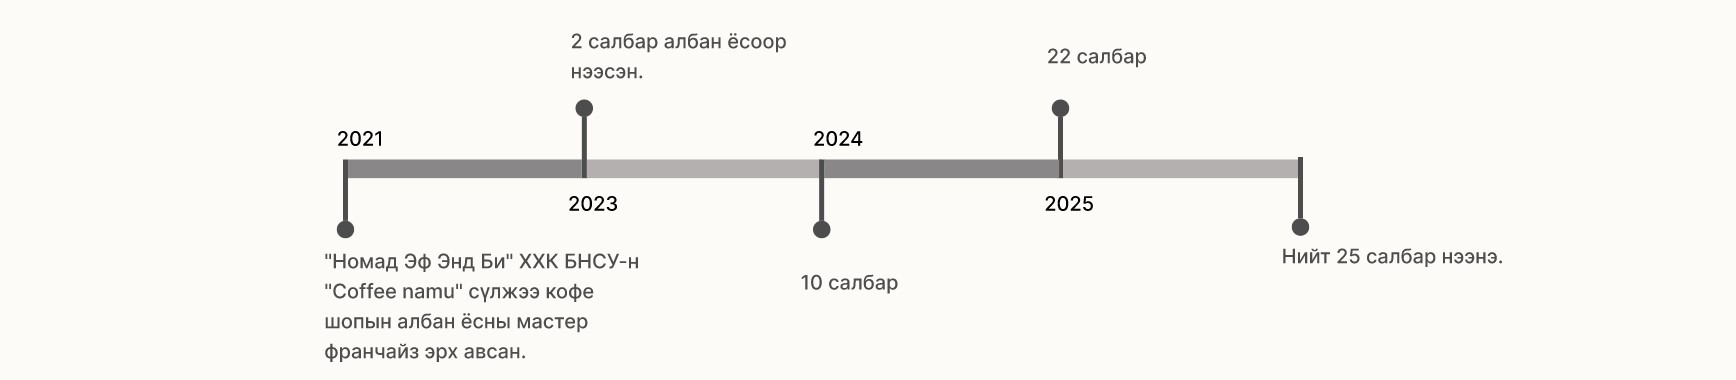 2 салбар албан ёсоор
нээсэн.
22 салбар
2021
2024
2023
2025
"Номад Эф Энд Би" ХХК БНСУ-н
"Coffee namu" сүлжээ кофе
шопын албан ёсны мастер
франчайз эрх авсан.
10 салбар
Нийт 25 салбар нээнэ.